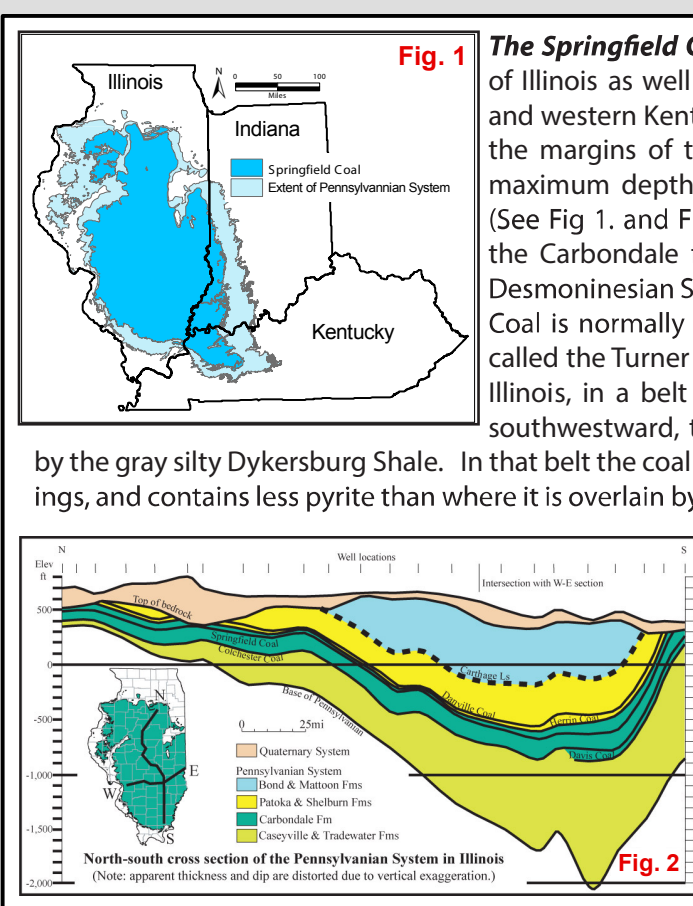 Fig. 1
Illinois
N
0 50 100
Miles
Indiana
Springfield Coal
Extent of Pennsylvannian System
Kentucky
The Springfield C
of Illinois as well
and western Kent
the margins of t
maximum depth
(See Fig 1. and F
the Carbondale
Desmoninesian S
Coal is normally
called the Turner
Illinois, in a belt
southwestward, t
by the gray silty Dykersburg Shale. In that belt the coal
ings, and contains less pyrite than where it is overlain by
N
S
Elev
ft
Well locations
Intersection with W-E section
500
0
-500
-1,000
-1,500
-2,000
Top of bedrock
Springfield Coal
Colchester Coal
Base of Pennsylvanian
Carthage Ls
Danville Coal
Herrin Coal
Davis Coal
N
E
W
S
0 25mi
Quaternary System
Pennsylvanian System
Bond & Mattoon Fms
Patoka & Shelburn Fms
Carbondale Fm
Caseyville & Tradewater Fms
North-south cross section of the Pennsylvanian System in Illinois
(Note: apparent thickness and dip are distorted due to vertical exaggeration.)
Fig. 2